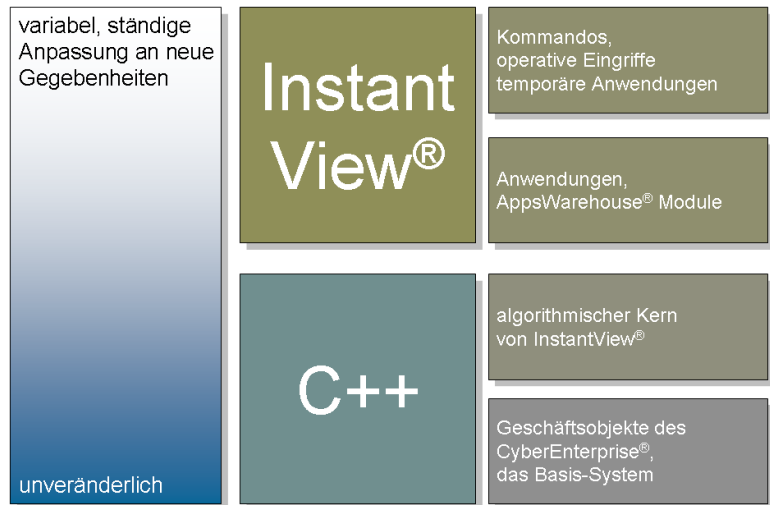 variabel, ständige
Anpassung an neue
Gegebenheiten
unveränderlich
Instant
View®
C++
Kommandos,
operative Eingriffe
temporäre Anwendungen
Anwendungen,
AppsWarehouse® Module
algorithmischer Kern
von InstantView®
Geschäftsobjekte des
CyberEnterprise®,
das Basis-System